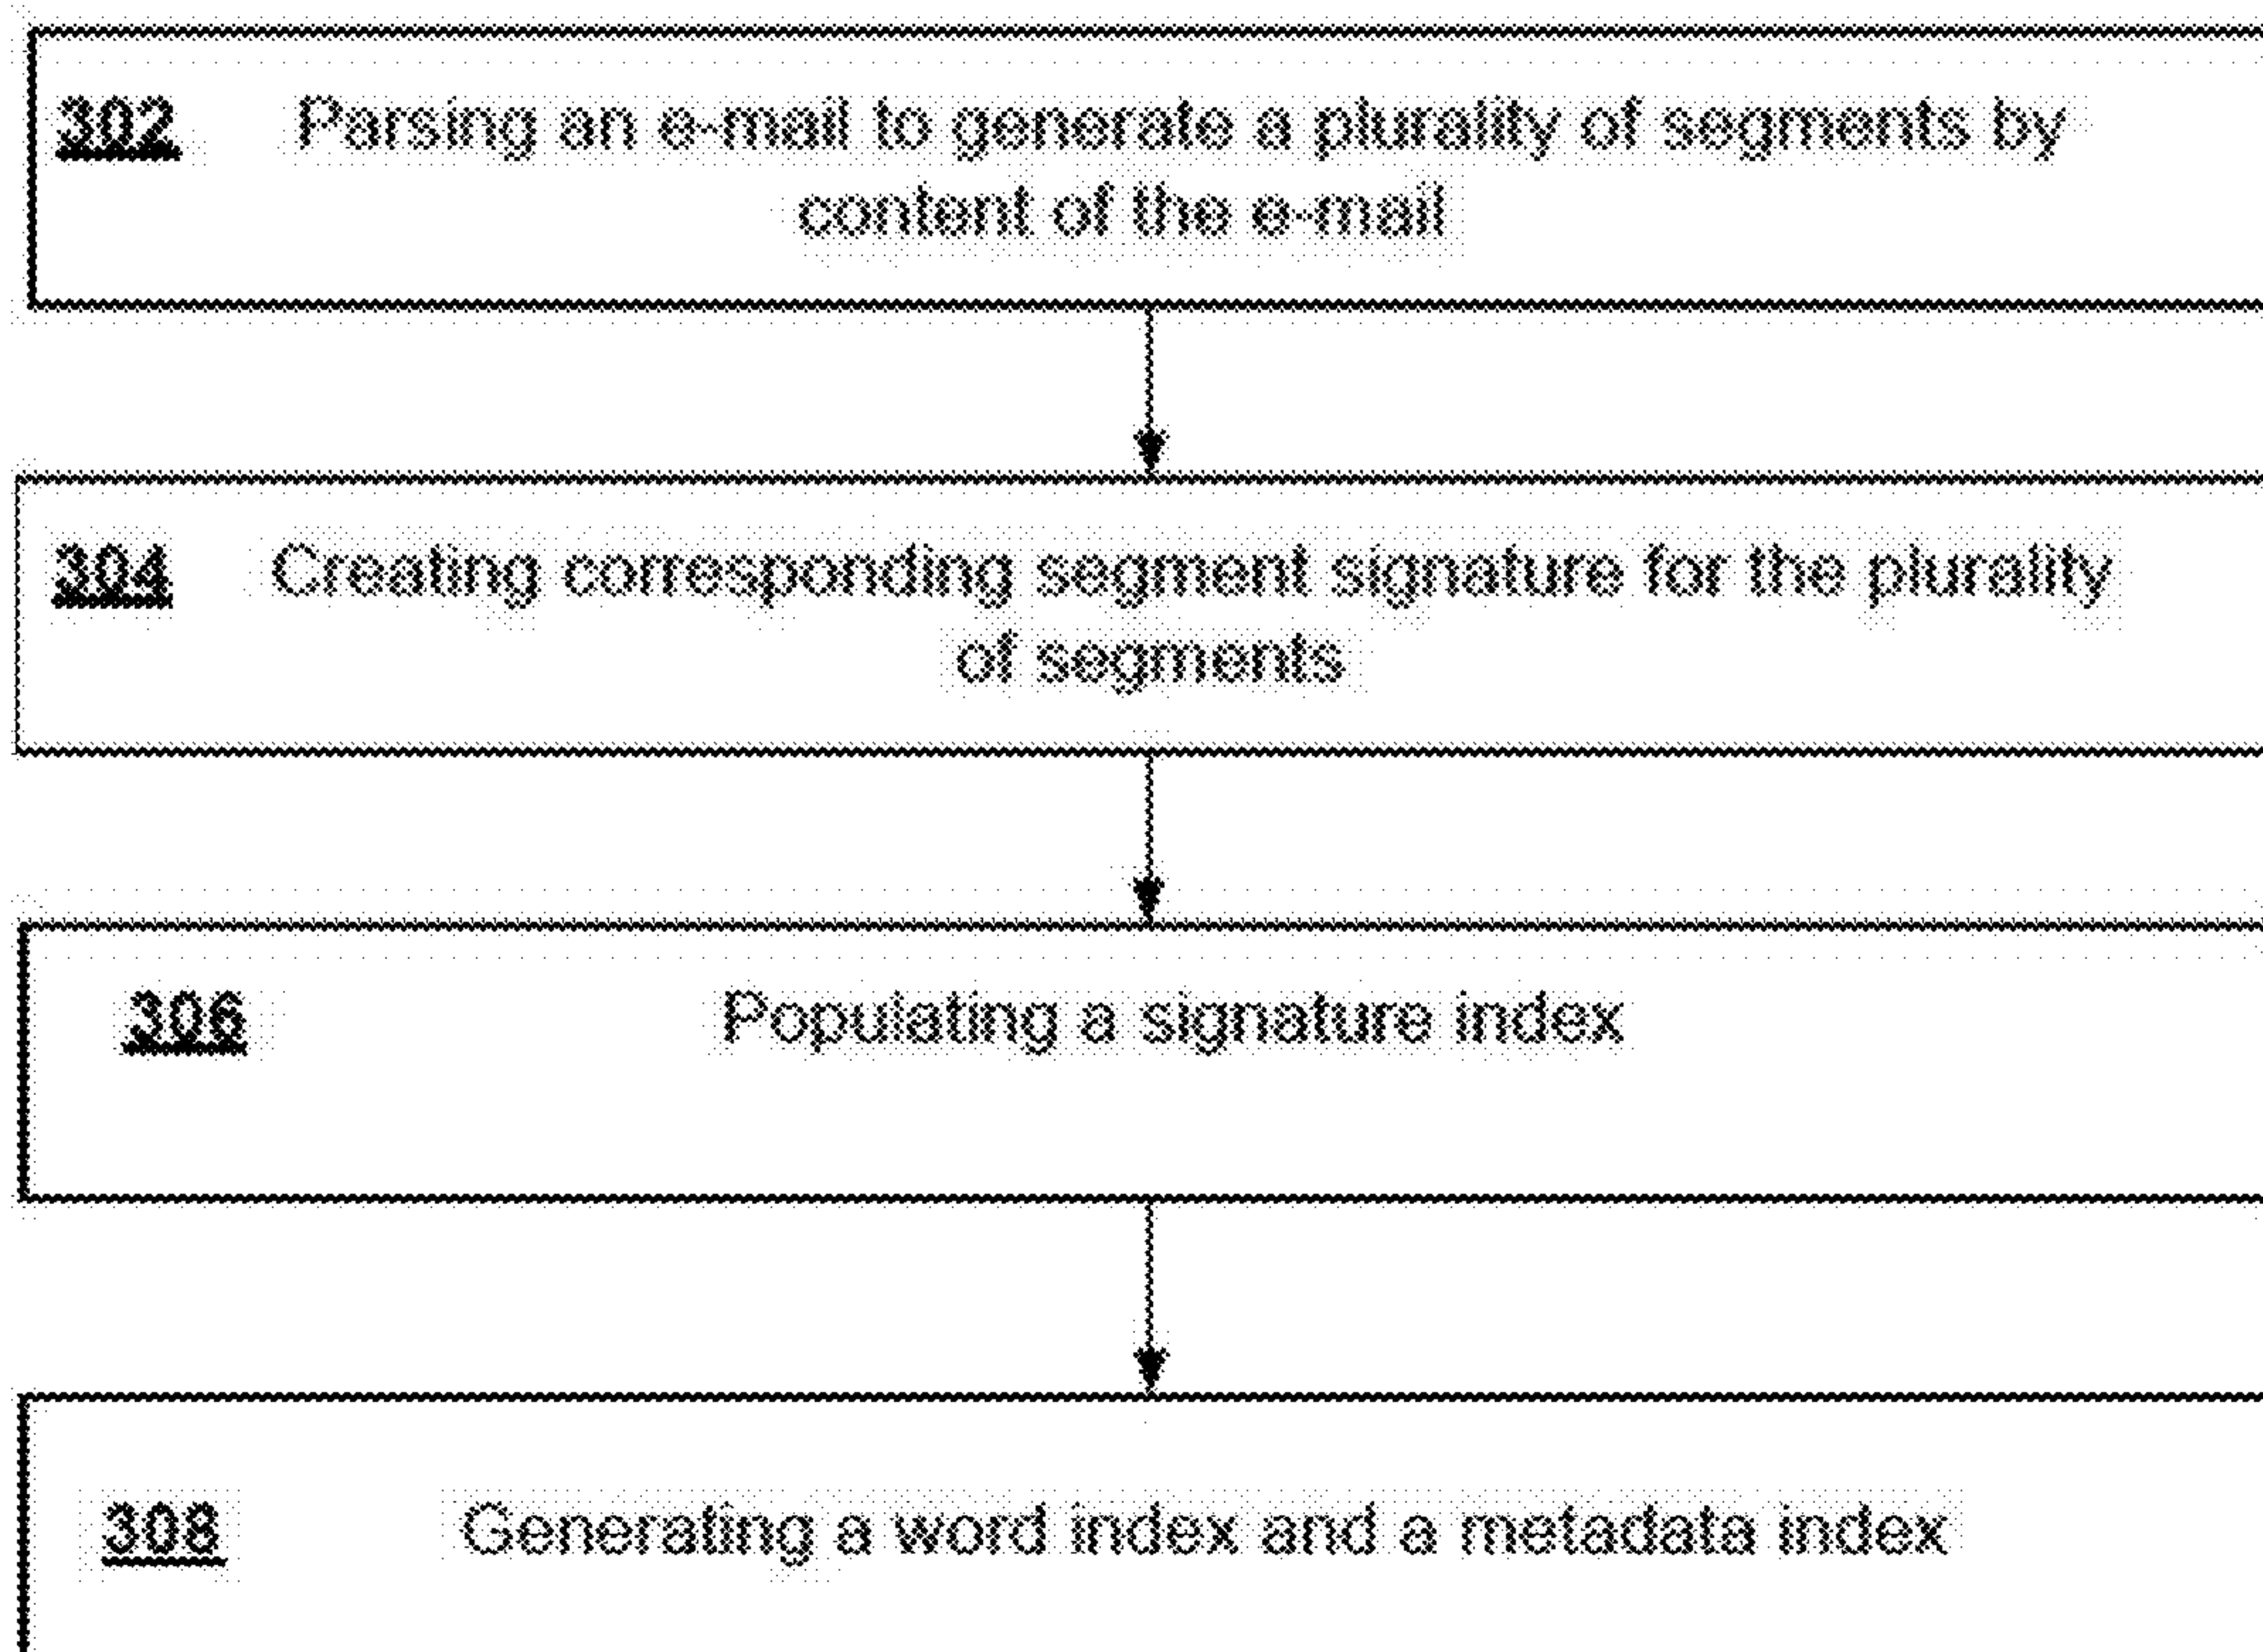 302 Parsing an e-mail to generate a plurality of segments by
content of the e-mail
304 Creating corresponding segment signature for the plurality
of segments
306 Populating a signature index
308 Generating a word index and a metadata index